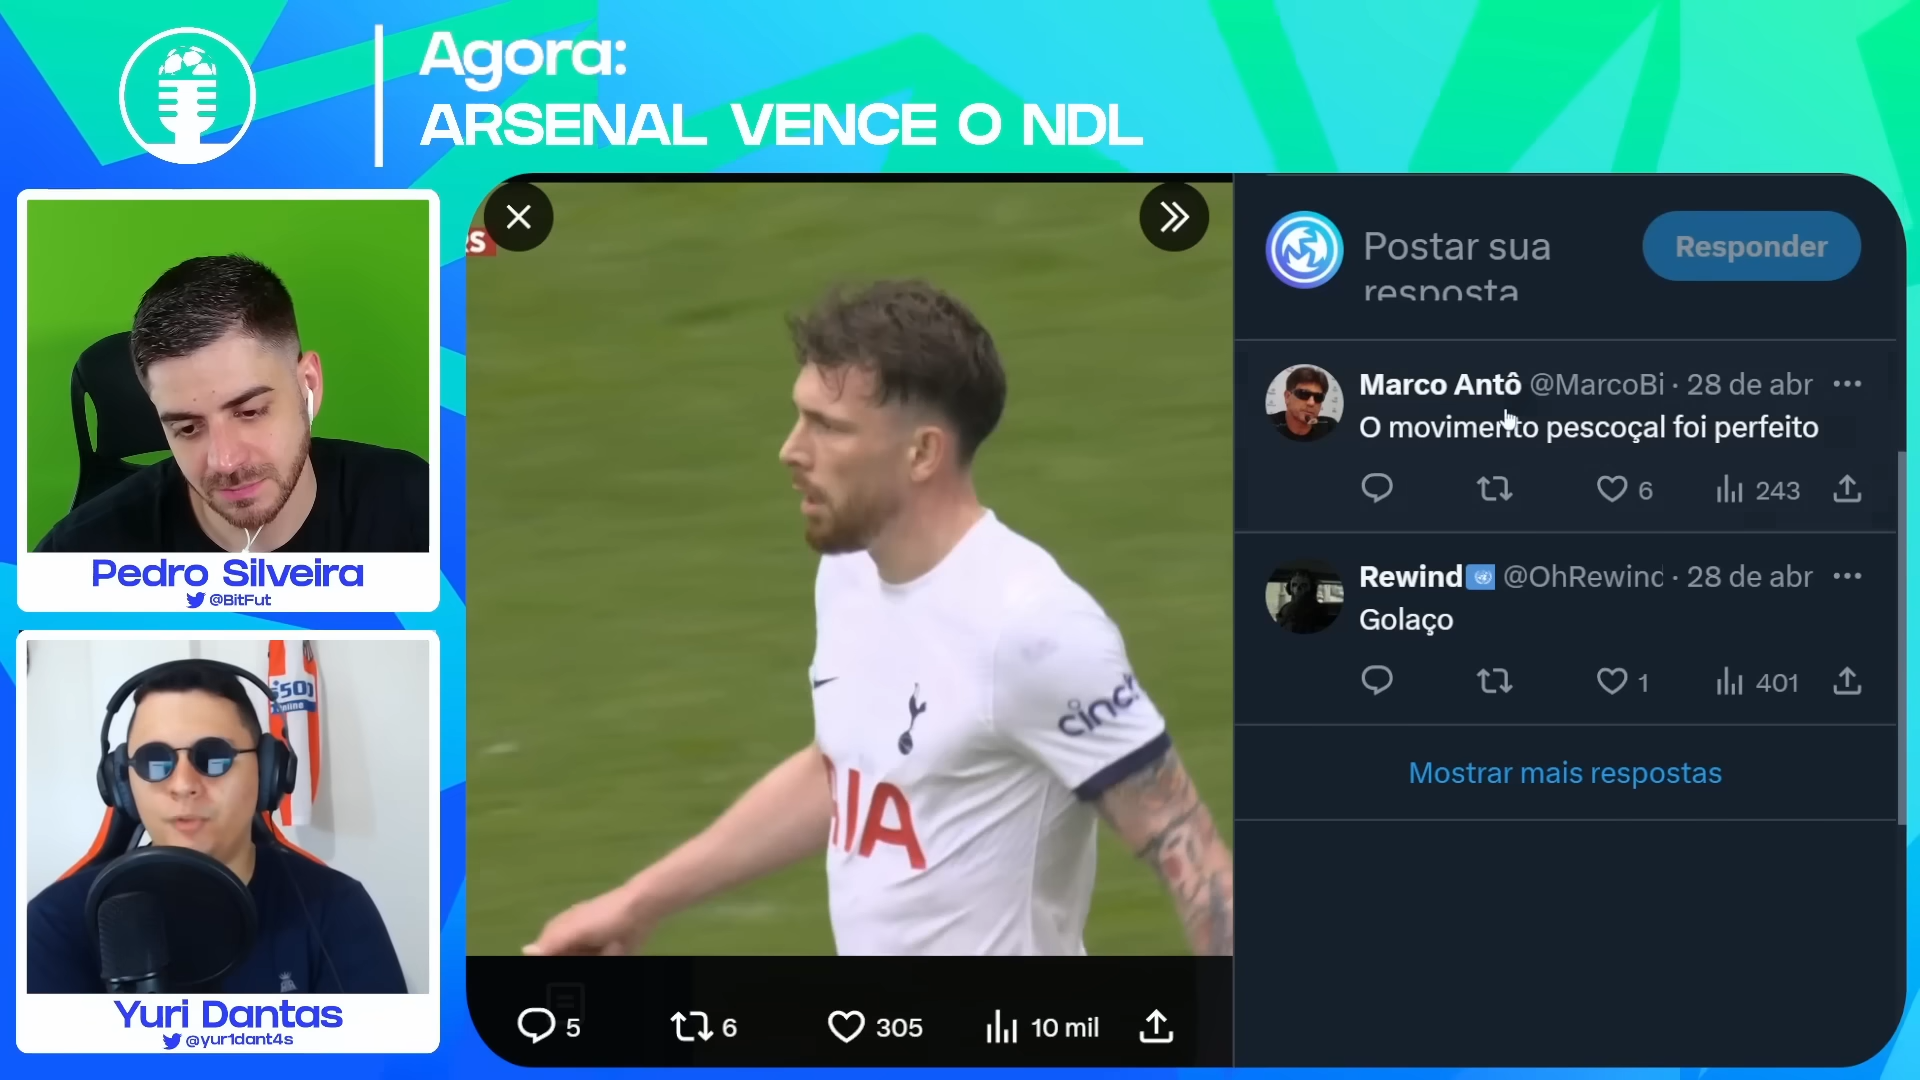 Agora:
ARSENAL VENCE O NDL
Pedro Silveira
@BitFut
Yuri Dantas
@yur1dant4s
cinch
IA
5
6
305
10 mil
Postar sua
resposta
Responder
Marco Antô @MarcoBi · 28 de abr
O movimento pescoçal foi perfeito
6
243
Rewind @OhRewind · 28 de abr
Golaço
1
401
Mostrar mais respostas